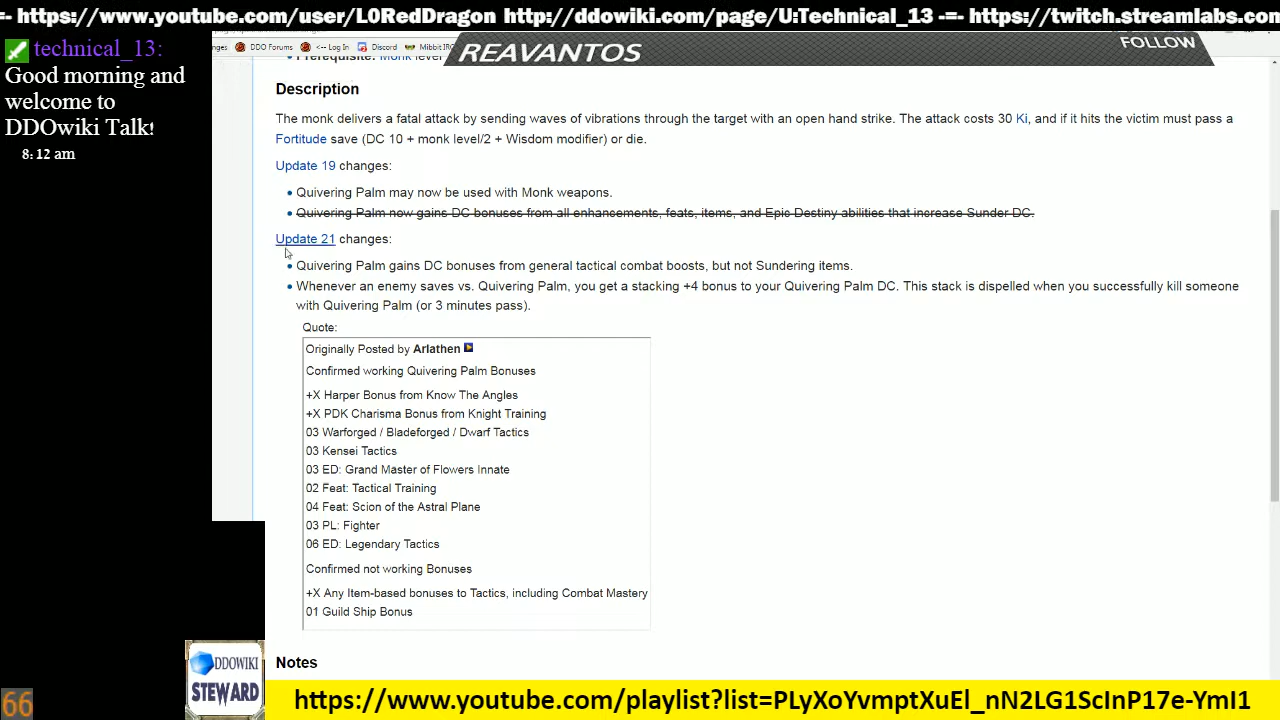 -=- https://www.youtube.com/user/L0RedDragon http://ddowiki.com/page/U:Technical_13 -=- https://twitch.streamlabs.com
technical_13:
Good morning and
welcome to
DDOwiki Talk!
8:12 am
DDO Forums <-- Log In Discord Mibbit IRC
REAVANTOS
FOLLOW
Prerequisite: Monk level
Description
The monk delivers a fatal attack by sending waves of vibrations through the target with an open hand strike. The attack costs 30 Ki, and if it hits the victim must pass a
Fortitude save (DC 10 + monk level/2 + Wisdom modifier) or die.
Update 19 changes:
Quivering Palm may now be used with Monk weapons.
Quivering Palm now gains DC bonuses from all enhancements, feats, items, and Epic Destiny abilities that increase Sunder DC.
Update 21 changes:
Quivering Palm gains DC bonuses from general tactical combat boosts, but not Sundering items.
Whenever an enemy saves vs. Quivering Palm, you get a stacking +4 bonus to your Quivering Palm DC. This stack is dispelled when you successfully kill someone
with Quivering Palm (or 3 minutes pass).
Quote:
Originally Posted by Arlathen
Confirmed working Quivering Palm Bonuses
+X Harper Bonus from Know The Angles
+X PDK Charisma Bonus from Knight Training
03 Warforged / Bladeforged / Dwarf Tactics
03 Kensei Tactics
03 ED: Grand Master of Flowers Innate
02 Feat: Tactical Training
04 Feat: Scion of the Astral Plane
03 PL: Fighter
06 ED: Legendary Tactics
Confirmed not working Bonuses
+X Any Item-based bonuses to Tactics, including Combat Mastery
01 Guild Ship Bonus
Notes
DDOWIKI
STEWARD
66
https://www.youtube.com/playlist?list=PLyXoYvmptXuEl_nN2LG1ScInP17e-YmI1